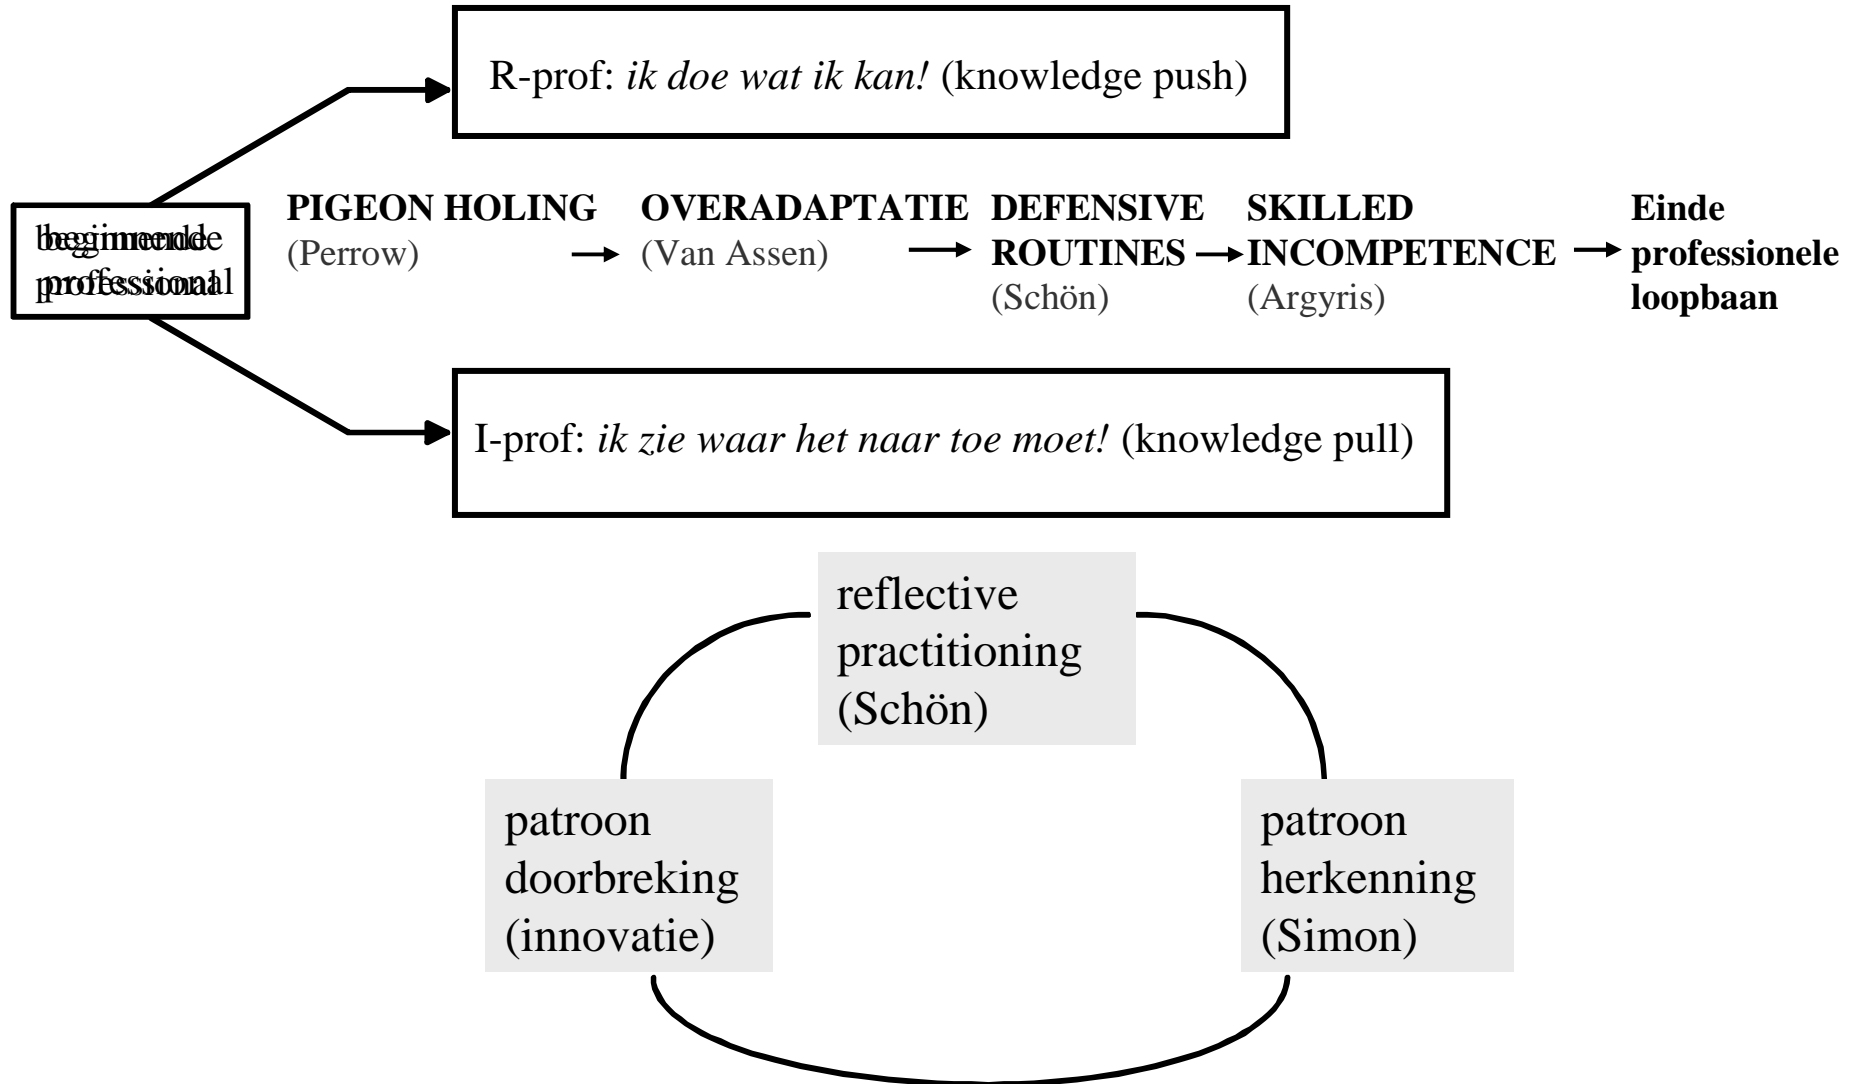 R-prof: ik doe wat ik kan! (knowledge push)
beginnende
professional
PIGEON HOLING
(Perrow)
OVERADAPTATIE
(Van Assen)
DEFENSIVE
ROUTINES
(Schön)
SKILLED
INCOMPETENCE
(Argyris)
Einde
professionele
loopbaan
I-prof: ik zie waar het naar toe moet! (knowledge pull)
reflective
practitioning
(Schön)
patroon
doorbreking
(innovatie)
patroon
herkenning
(Simon)